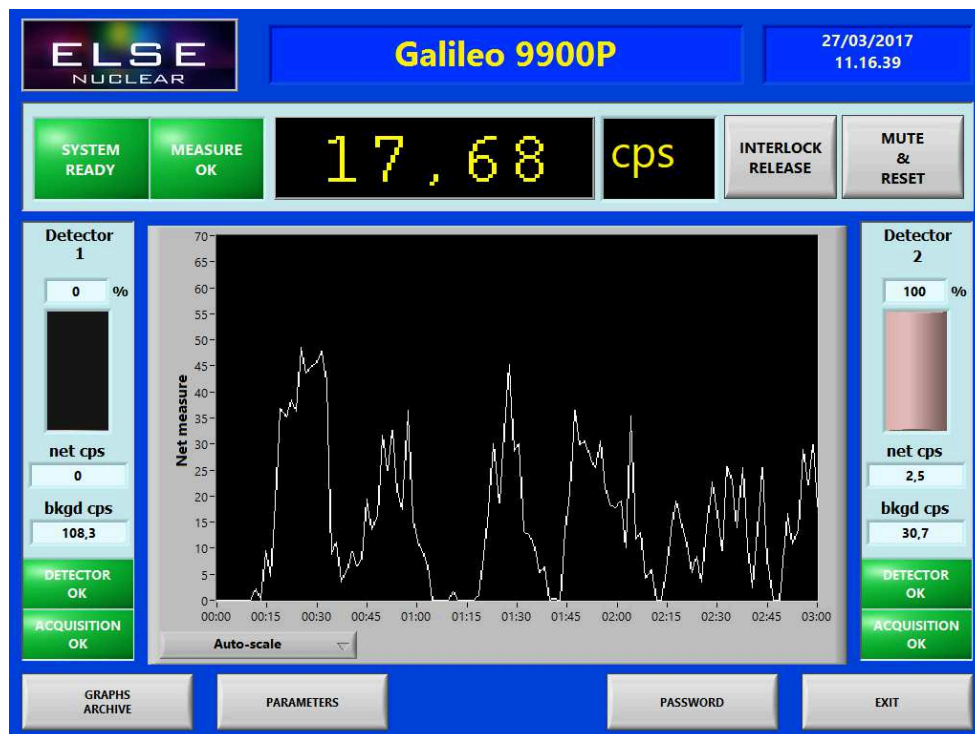 ELSE
NUCLEAR
Galileo 9900P
27/03/2017
11.16.39
SYSTEM
READY
MEASURE
OK
17,68
cps
INTERLOCK
RELEASE
MUTE
&
RESET
Detector
1
0 %
net cps
0
bkgd cps
108,3
DETECTOR
OK
ACQUISITION
OK
Net measure
70
65
60
55
50
45
40
35
30
25
20
15
10
5
0
00:00 00:15 00:30 00:45 01:00 01:15 01:30 01:45 02:00 02:15 02:30 02:45 03:00
Auto-scale
Detector
2
100 %
net cps
2,5
bkgd cps
30,7
DETECTOR
OK
ACQUISITION
OK
GRAPHS
ARCHIVE
PARAMETERS
PASSWORD
EXIT